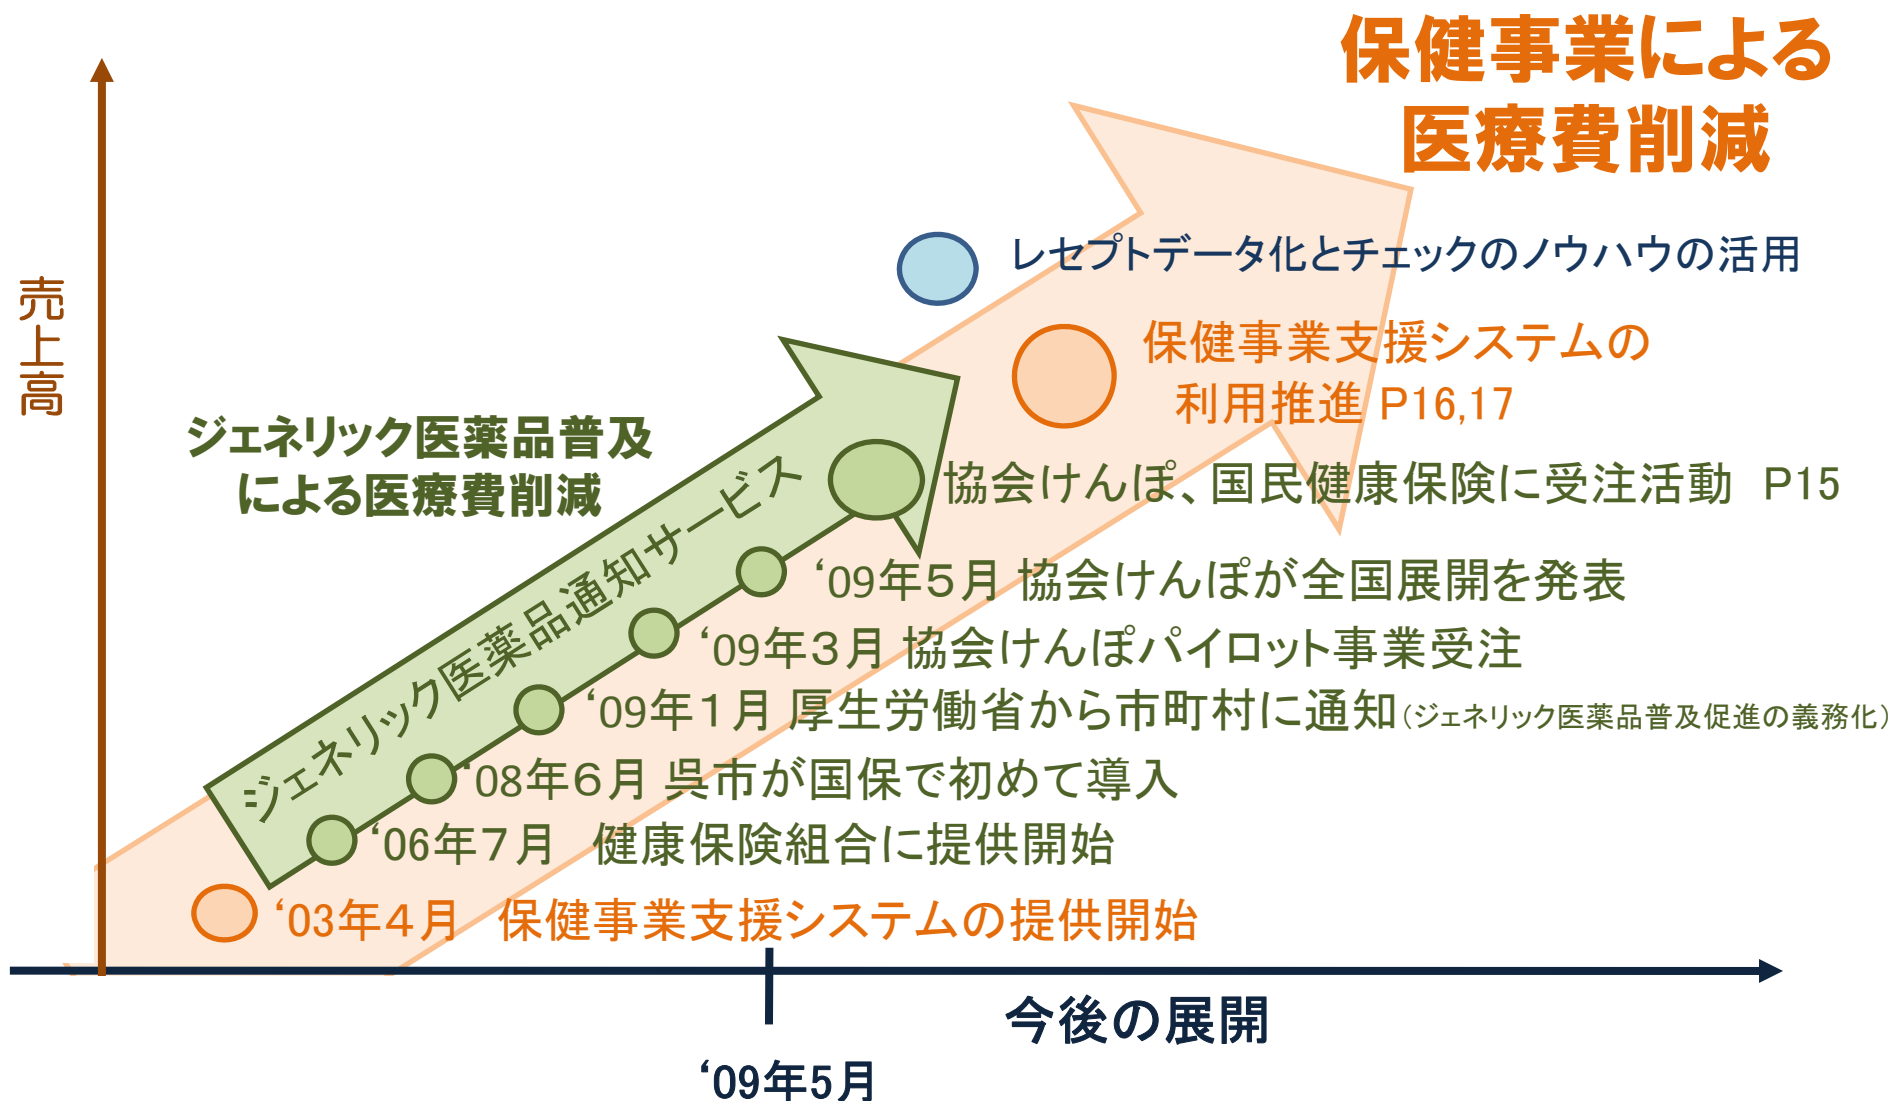 保健事業による
医療費削減
売上高
レセプトデータ化とチェックのノウハウの活用
保健事業支援システムの
利用推進 P16,17
ジェネリック医薬品普及
による医療費削減
ジェネリック医薬品通知サービス
協会けんぽ、国民健康保険に受注活動 P15
‘09年５月 協会けんぽが全国展開を発表
‘09年３月 協会けんぽパイロット事業受注
‘09年１月 厚生労働省から市町村に通知（ジェネリック医薬品普及促進の義務化）
‘08年６月 呉市が国保で初めて導入
‘06年７月　健康保険組合に提供開始
‘03年４月　保健事業支援システムの提供開始
今後の展開
‘09年5月